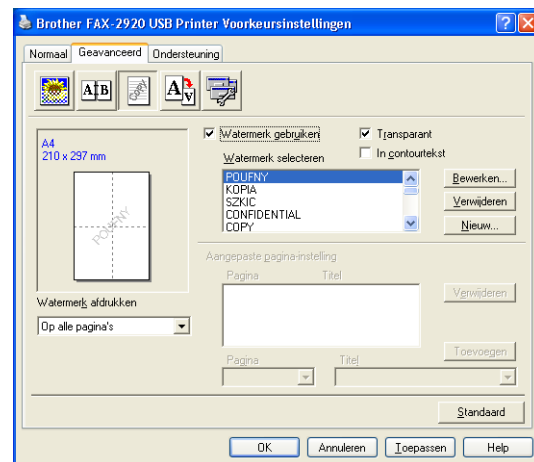 Brother FAX-2920 USB Printer Voorkeursinstellingen
Normaal Geavanceerd Ondersteuning
A B
copy
A A
A4
210 x 297 mm
POUFNY
Watermerk afdrukken
Op alle pagina's
Watermerk gebruiken Transparant
In contourtekst
Watermerk selecteren
POUFNY
KOPIA
SZKIC
CONFIDENTIAL
COPY
Bewerken...
Verwijderen
Nieuw...
Aangepaste pagina-instelling
Pagina Titel
Verwijderen
Toevoegen
Pagina Titel
Standaard
OK Annuleren Toepassen Help